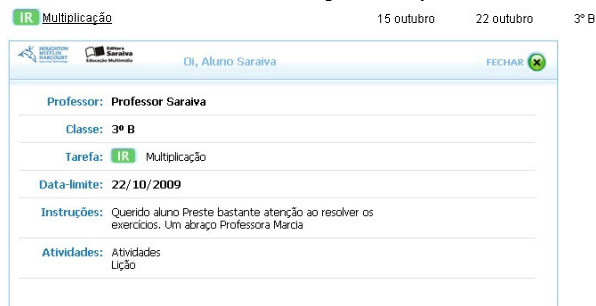 IR Multiplicação 15 outubro 22 outubro 3º B
HOUGHTON MIFFLIN HARCOURT
Editora Saraiva
Educação Multimídia
Oi, Aluno Saraiva FECHAR
Professor: Professor Saraiva
Classe: 3º B
Tarefa: IR Multiplicação
Data-limite: 22/10/2009
Instruções: Querido aluno Preste bastante atenção ao resolver os
exercícios. Um abraço Professora Marcia
Atividades: Atividades
Lição